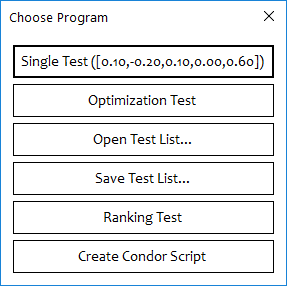 Choose Program
Single Test ([0.10,-0.20,0.10,0.00,0.60])
Optimization Test
Open Test List...
Save Test List...
Ranking Test
Create Condor Script